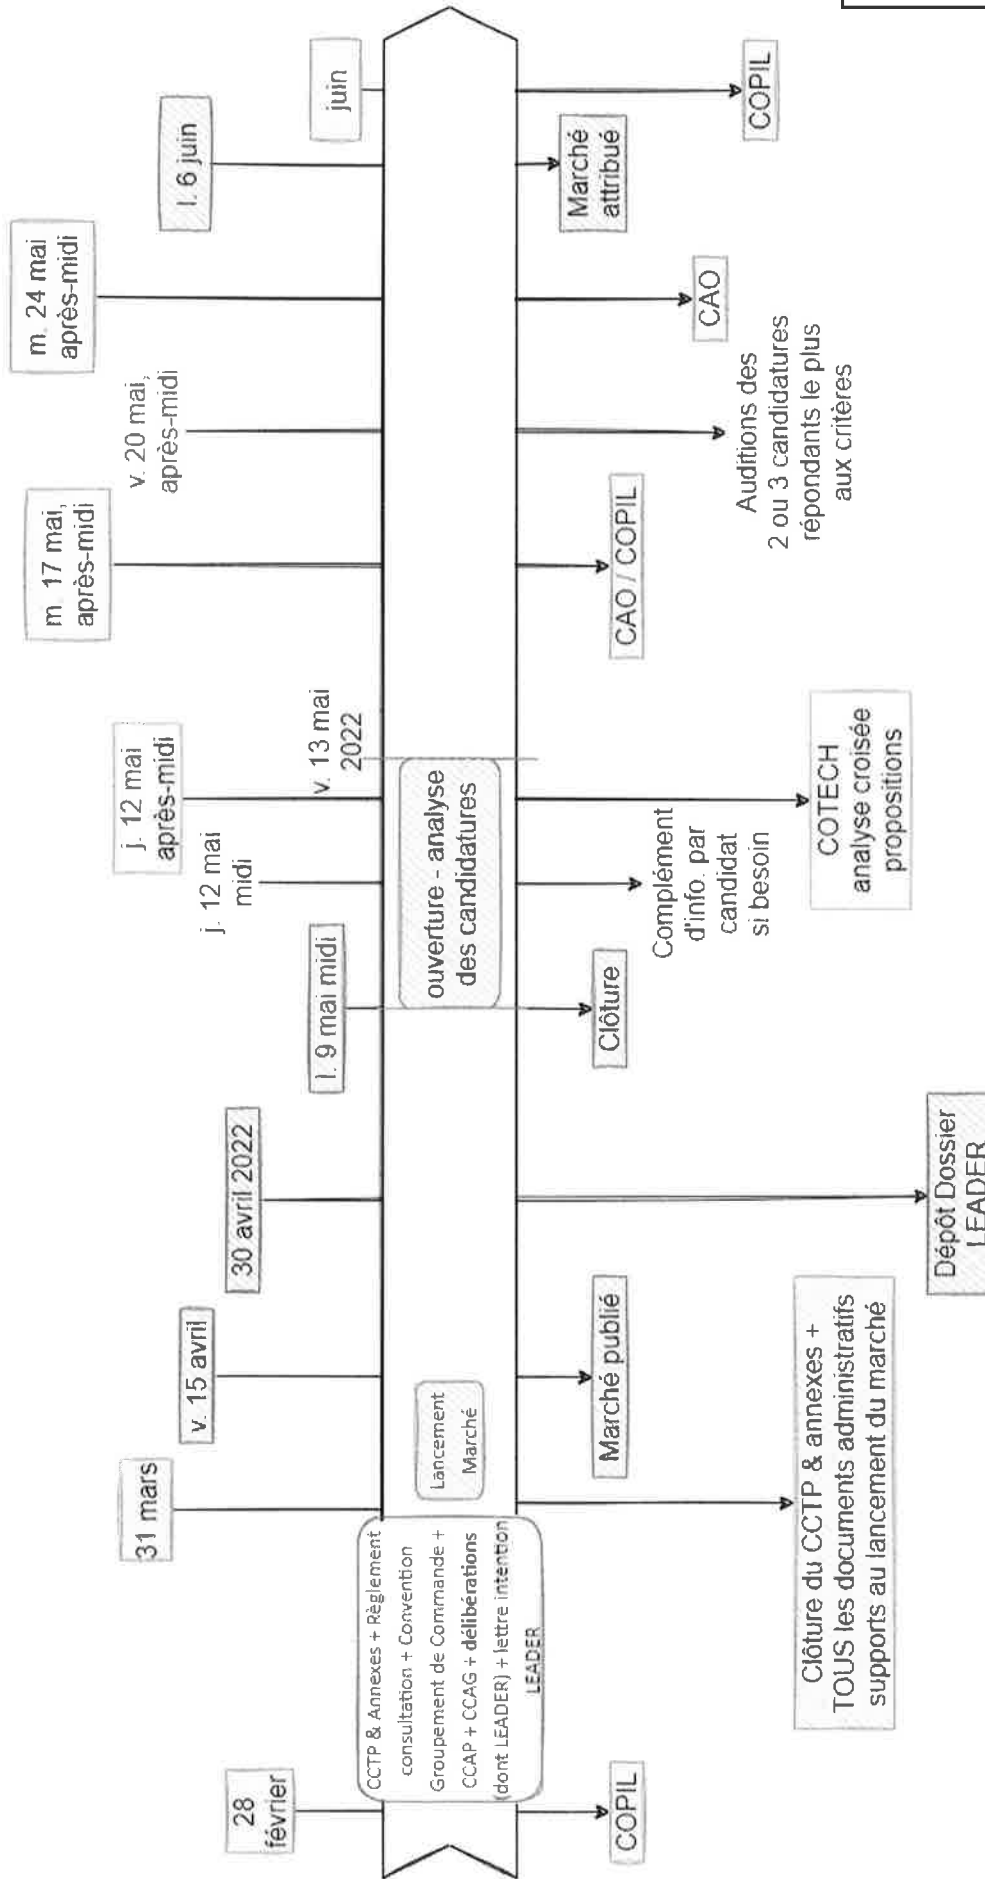 28
février
COPIL
CCTP & Annexes + Règlement
consultation + Convention
Groupement de Commande +
CCAP + CCAG + délibérations
(dont LEADER) + lettre intention
LEADER
31 mars
Clôture du CCTP & annexes +
TOUS les documents administratifs
supports au lancement du marché
Lancement
Marché
v. 15 avril
Marché publié
30 avril 2022
Dépôt Dossier
LEADER
l. 9 mai midi
Clôture
ouverture - analyse
des candidatures
j. 12 mai
midi
Complément
d'info. par
candidat
si besoin
j. 12 mai
après-midi
COTECH
analyse croisée
propositions
v. 13 mai
2022
m. 17 mai,
après-midi
CAO / COPIL
v. 20 mai,
après-midi
Auditions des
2 ou 3 candidatures
répondants le plus
aux critères
m. 24 mai
après-midi
CAO
l. 6 juin
Marché
attribué
juin
COPIL